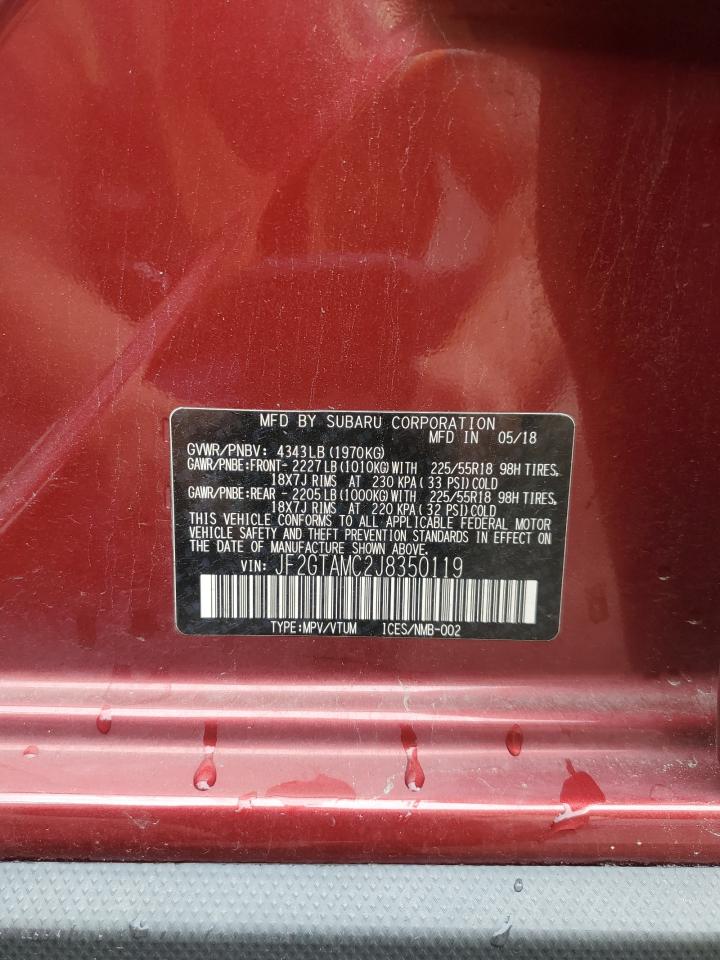 MFD BY SUBARU CORPORATION
MFD IN 05/18
GVWR/PNBV: 4343LB(1970KG)
GAWR/PNBE:FRONT- 2227LB(1010KG)WITH 225/55R18 98H TIRES,
18X7J RIMS AT 230 KPA( 33 PSI)COLD
GAWR/PNBE:REAR - 2205LB(1000KG)WITH 225/55R18 98H TIRES,
18X7J RIMS AT 220 KPA( 32 PSI)COLD
THIS VEHICLE CONFORMS TO ALL APPLICABLE FEDERAL MOTOR
VEHICLE SAFETY AND THEFT PREVENTION STANDARDS IN EFFECT ON
THE DATE OF MANUFACTURE SHOWN ABOVE.
VIN: JF2GTAMC2J8350119
TYPE:MPV/VTUM ICES/NMB-002